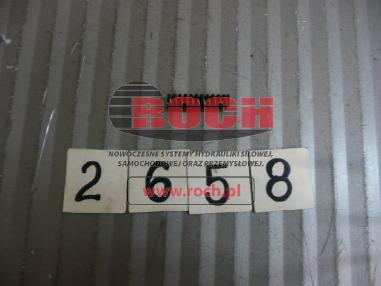 ROCH
NOWOCZESNE SYSTEMY HYDRAULIKI SIŁOWEJ,
SAMOCHODOWEJ ORAZ PRZEMYSŁOWEJ.
www.roch.pl
2 6 5 8